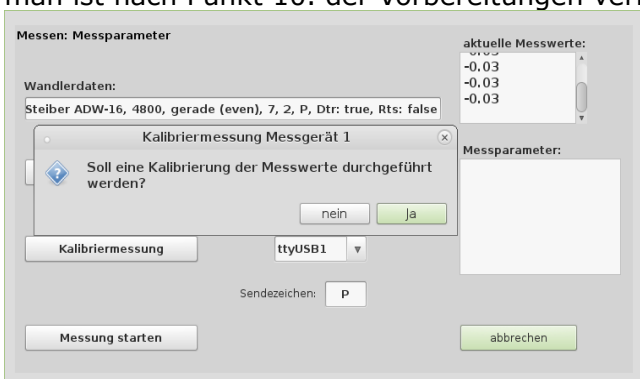 man ist nach Punkt 10. der Vorbereitungen
Messen: Messparameter
aktuelle Messwerte:
-0.03
-0.03
-0.03
-0.03
Wandlerdaten:
Steiber ADW-16, 4800, gerade (even), 7, 2, P, Dtr: true, Rts: false
Kalibriermessung Messgerät 1
Soll eine Kalibrierung der Messwerte durchgeführt
werden?
nein
Ja
Messparameter:
Kalibriermessung
ttyUSB1
Sendezeichen:
P
Messung starten
abbrechen